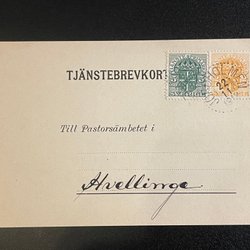 TJÄNSTEBREVKORT
Till Pastorsämbetet i
Hvellinge